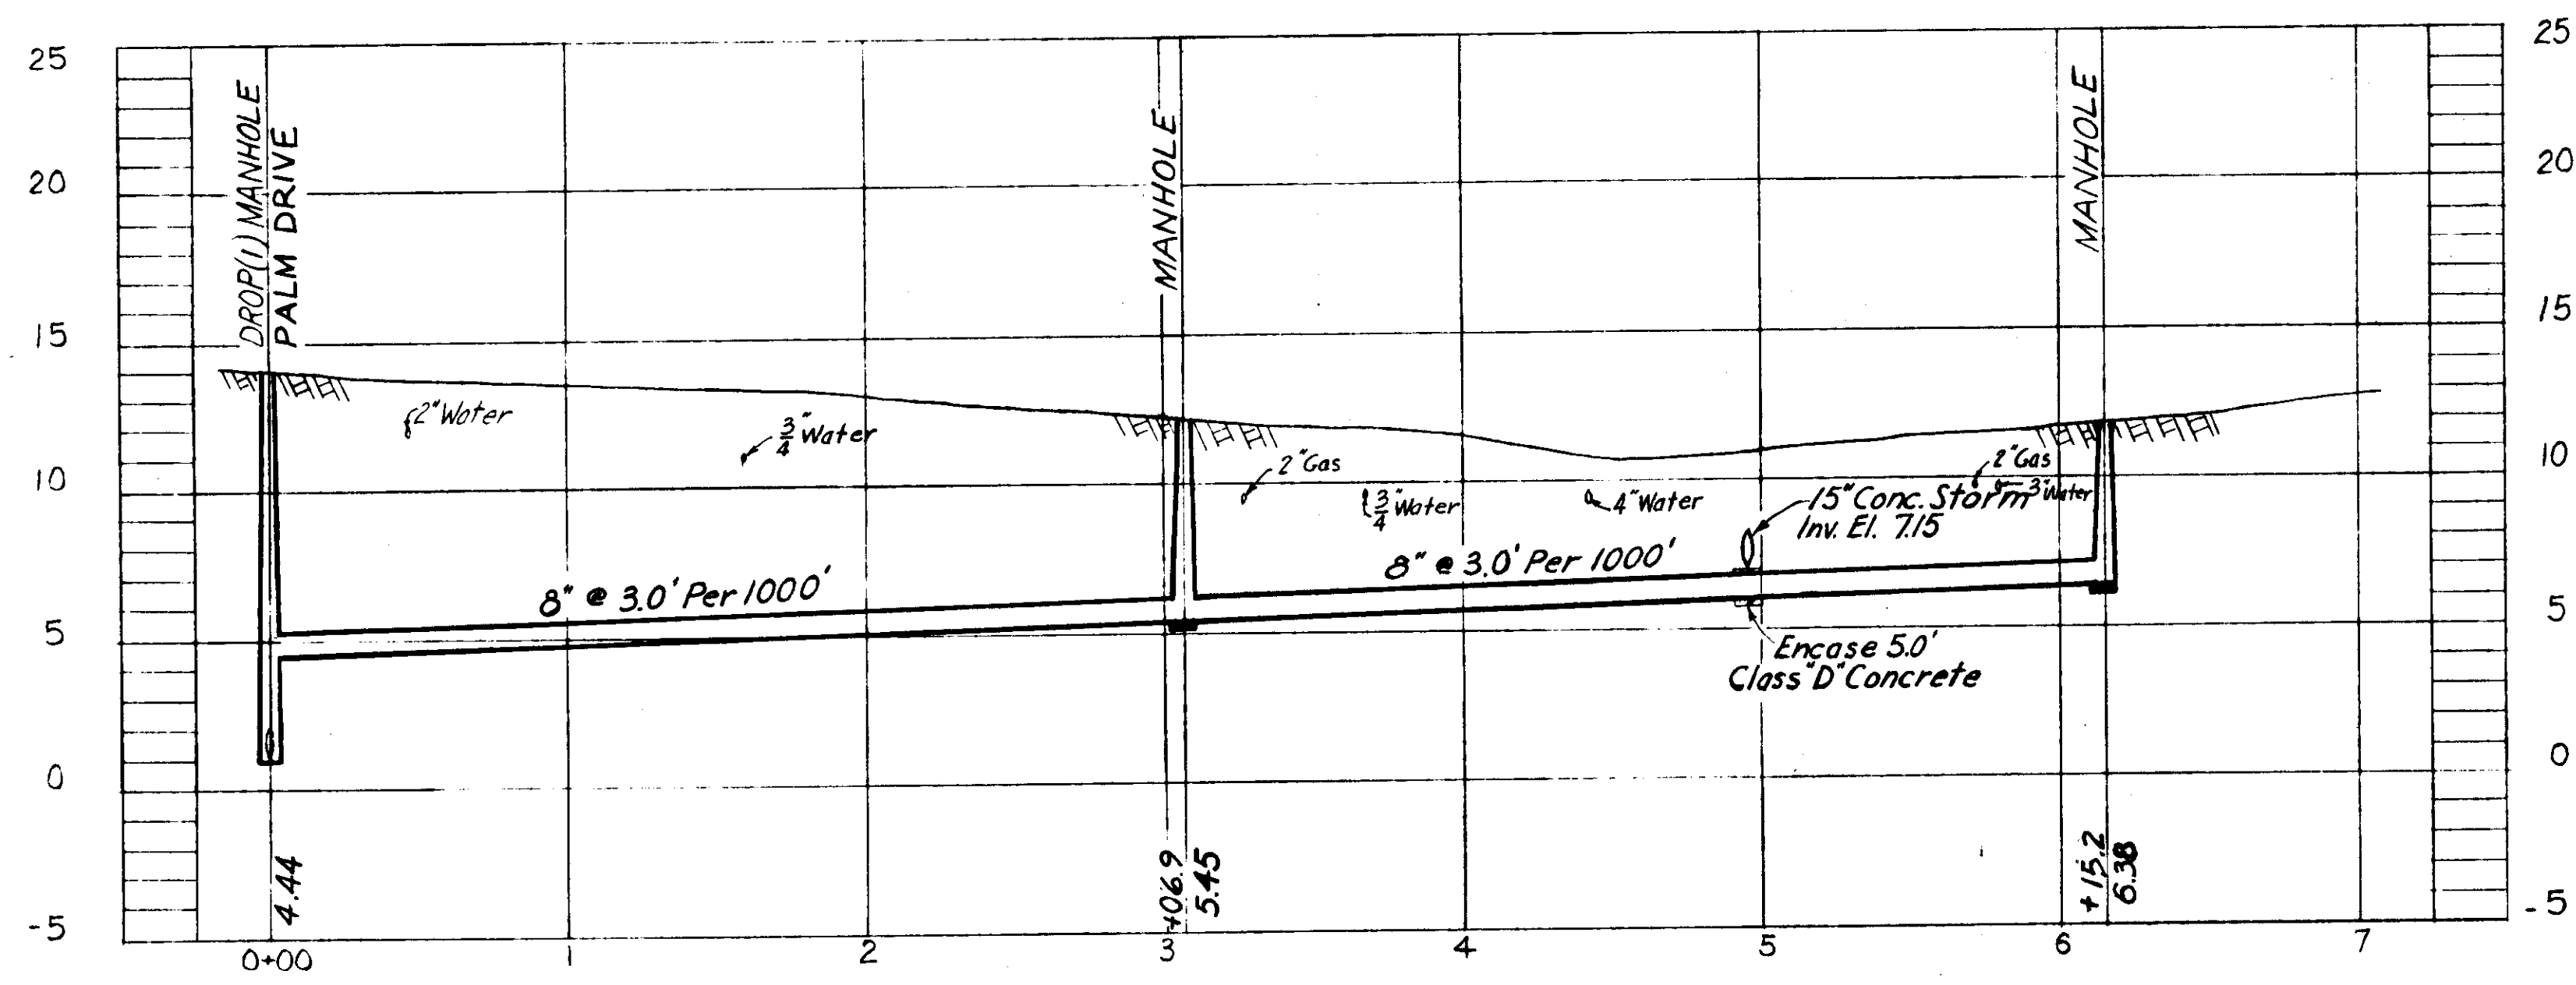 25
25
20
20
15
15
10
10
5
5
0
0
-5
-5
DROP(1) MANHOLE
PALM DRIVE
MANHOLE
MANHOLE
2" Water
3/4" Water
2" Gas
3/4" Water
4" Water
2" Gas
3" Water
15" Conc. Storm
Inv. El. 7.15
8" @ 3.0' Per 1000'
8" @ 3.0' Per 1000'
Encase 5.0'
Class "D" Concrete
4.44
+06.9
5.45
+15.2
6.38
0+00
1
2
3
4
5
6
7